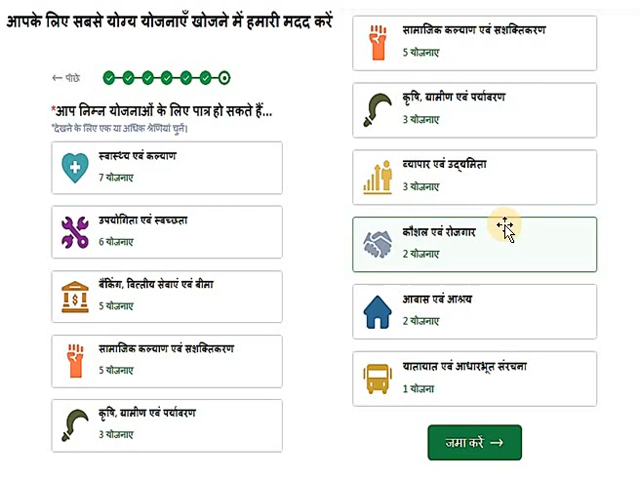 आपके लिए सबसे योग्य योजनाएँ खोजने में हमारी मदद करें
← पीछे
*आप निम्न योजनाओं के लिए पात्र हो सकते हैं...
*देखने के लिए एक या अधिक श्रेणियां चुनें।
स्वास्थ्य एवं कल्याण
7 योजनाए
उपयोगिता एवं स्वच्छता
6 योजनाए
बैंकिंग, वित्तीय सेवाएं एवं बीमा
5 योजनाए
सामाजिक कल्याण एवं सशक्तिकरण
5 योजनाए
कृषि, ग्रामीण एवं पर्यावरण
3 योजनाए
सामाजिक कल्याण एवं सशक्तिकरण
5 योजनाए
कृषि, ग्रामीण एवं पर्यावरण
3 योजनाए
व्यापार एवं उद्यमिता
3 योजनाए
कौशल एवं रोजगार
2 योजनाए
आवास एवं आश्रय
2 योजनाए
यातायात एवं आधारभूत संरचना
1 योजना
जमा करें →